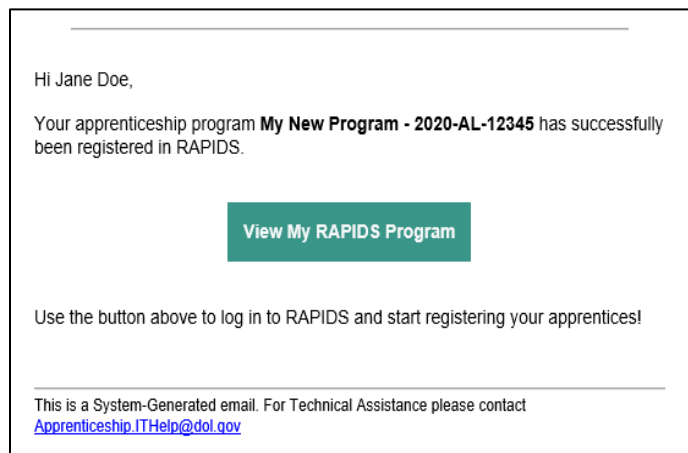 Hi Jane Doe,
Your apprenticeship program My New Program - 2020-AL-12345 has successfully
been registered in RAPIDS.
View My RAPIDS Program
Use the button above to log in to RAPIDS and start registering your apprentices!
This is a System-Generated email. For Technical Assistance please contact
Apprenticeship.ITHelp@dol.gov